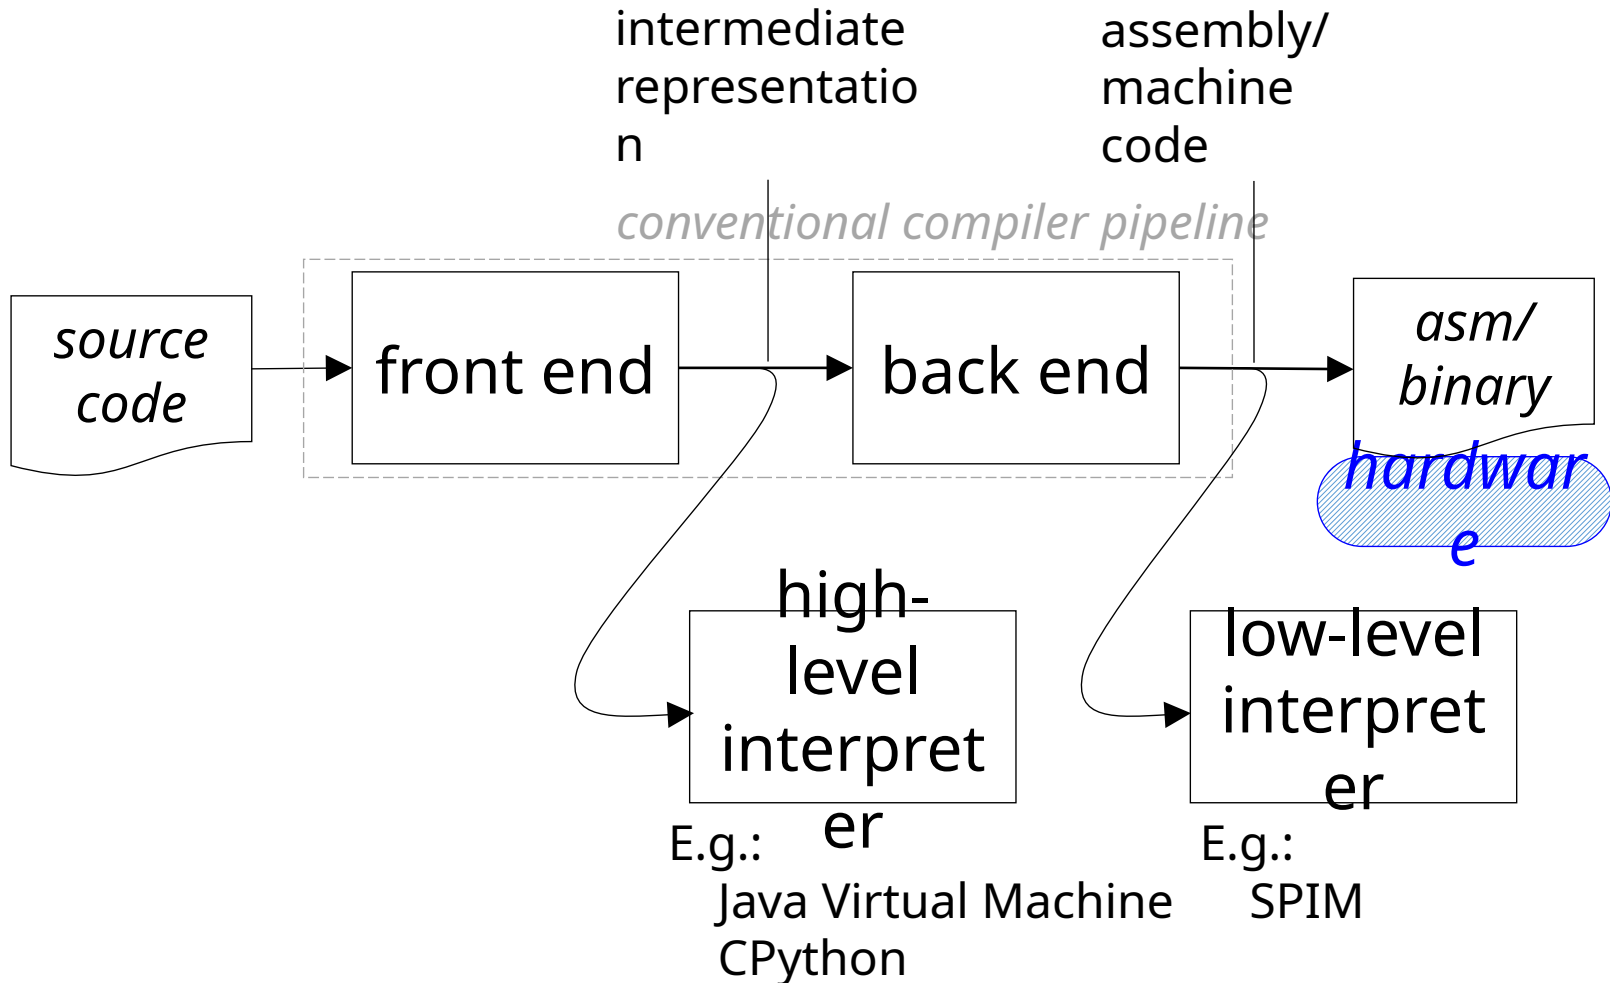 intermediate
representatio
n
assembly/
machine
code
conventional compiler pipeline
source
code
front end
back end
asm/
binary
hardwar
e
high-
level
interpret
er
low-level
interpret
er
E.g.:
Java Virtual Machine
CPython
E.g.:
SPIM